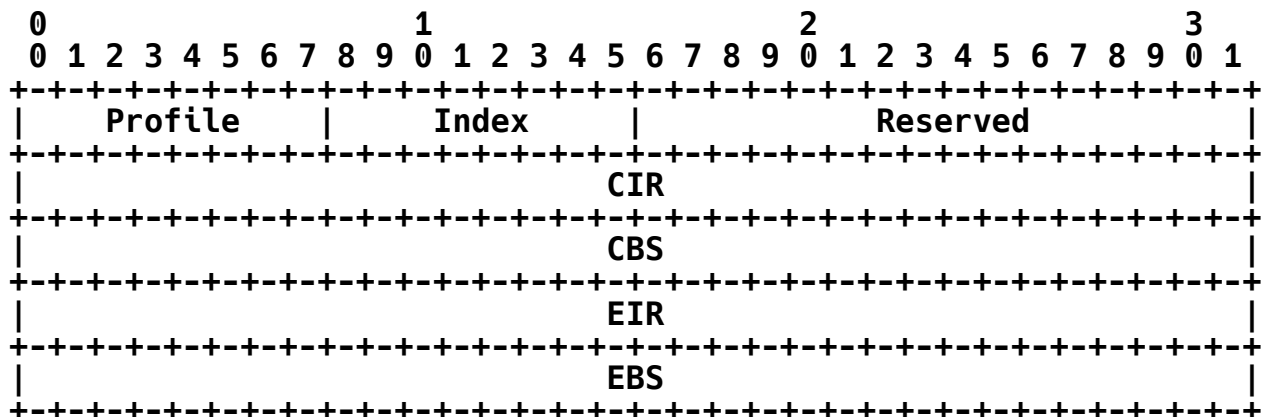 0                   1                   2                   3
 0 1 2 3 4 5 6 7 8 9 0 1 2 3 4 5 6 7 8 9 0 1 2 3 4 5 6 7 8 9 0 1
+-+-+-+-+-+-+-+-+-+-+-+-+-+-+-+-+-+-+-+-+-+-+-+-+-+-+-+-+-+-+-+-+
|    Profile    |     Index     |            Reserved           |
+-+-+-+-+-+-+-+-+-+-+-+-+-+-+-+-+-+-+-+-+-+-+-+-+-+-+-+-+-+-+-+-+
|                              CIR                              |
+-+-+-+-+-+-+-+-+-+-+-+-+-+-+-+-+-+-+-+-+-+-+-+-+-+-+-+-+-+-+-+-+
|                              CBS                              |
+-+-+-+-+-+-+-+-+-+-+-+-+-+-+-+-+-+-+-+-+-+-+-+-+-+-+-+-+-+-+-+-+
|                              EIR                              |
+-+-+-+-+-+-+-+-+-+-+-+-+-+-+-+-+-+-+-+-+-+-+-+-+-+-+-+-+-+-+-+-+
|                              EBS                              |
+-+-+-+-+-+-+-+-+-+-+-+-+-+-+-+-+-+-+-+-+-+-+-+-+-+-+-+-+-+-+-+-+